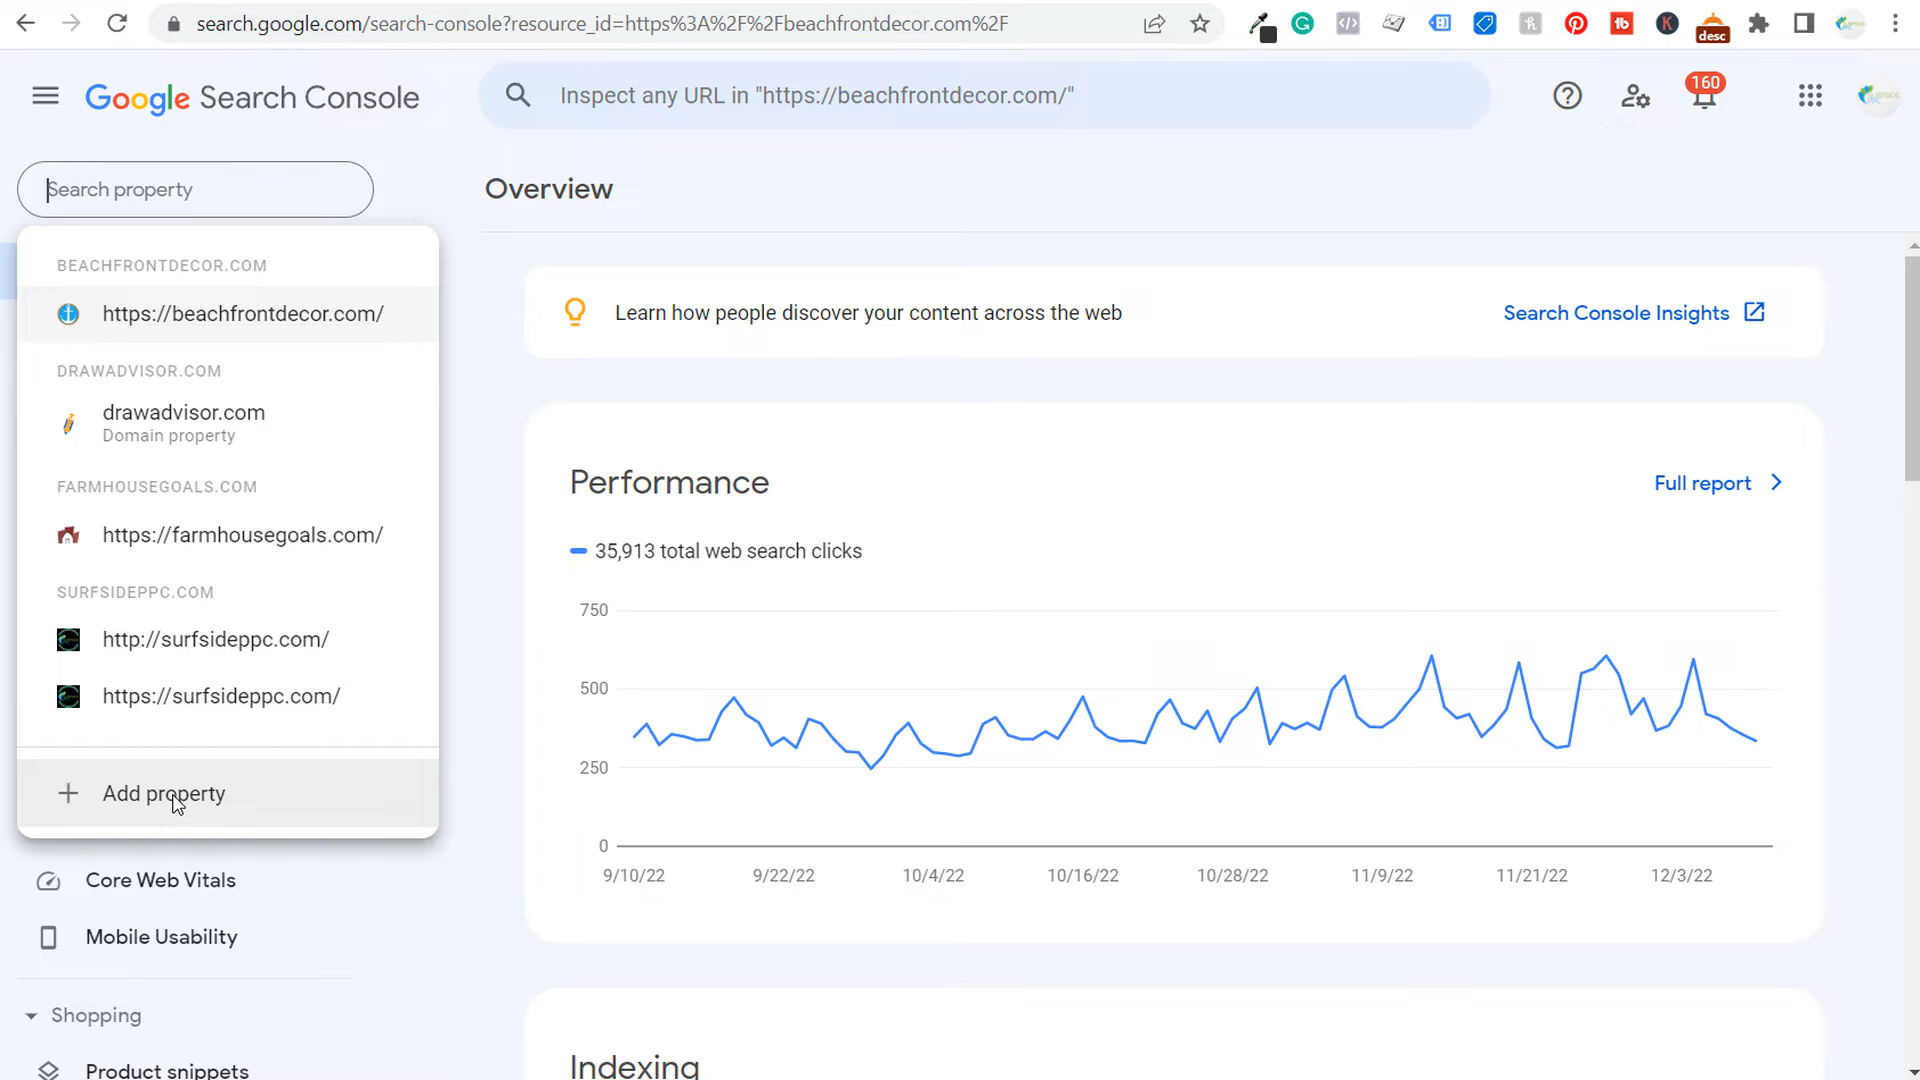 search.google.com/search-console?resource_id=https%3A%2F%2Fbeachfrontdecor.com%2F
desc
Google Search Console
Inspect any URL in "https://beachfrontdecor.com/"
160
Search property
Overview
BEACHFRONTDECOR.COM
https://beachfrontdecor.com/
DRAWADVISOR.COM
drawadvisor.com
Domain property
FARMHOUSEGOALS.COM
https://farmhousegoals.com/
SURFSIDEPPC.COM
http://surfsideppc.com/
https://surfsideppc.com/
Add property
Core Web Vitals
Mobile Usability
Shopping
Product snippets
Learn how people discover your content across the web
Search Console Insights
Performance
Full report
35,913 total web search clicks
750
500
250
0
9/10/22 9/22/22 10/4/22 10/16/22 10/28/22 11/9/22 11/21/22 12/3/22
Indexing